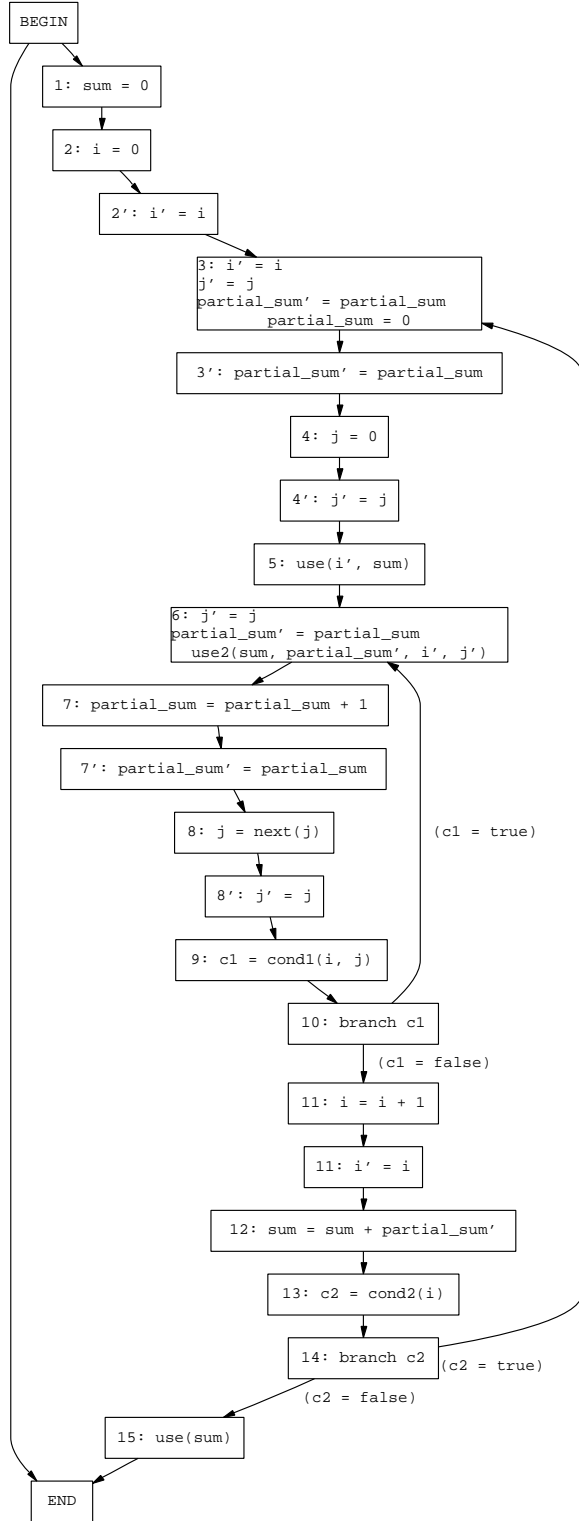 BEGIN
1: sum = 0
2: i = 0
2': i' = i
3: i' = i
j' = j
partial_sum' = partial_sum
partial_sum = 0
3': partial_sum' = partial_sum
4: j = 0
4': j' = j
5: use(i', sum)
6: j' = j
partial_sum' = partial_sum
use2(sum, partial_sum', i', j')
7: partial_sum = partial_sum + 1
7': partial_sum' = partial_sum
8: j = next(j)
(c1 = true)
8': j' = j
9: c1 = cond1(i, j)
10: branch c1
(c1 = false)
11: i = i + 1
11: i' = i
12: sum = sum + partial_sum'
13: c2 = cond2(i)
14: branch c2
(c2 = true)
(c2 = false)
15: use(sum)
END